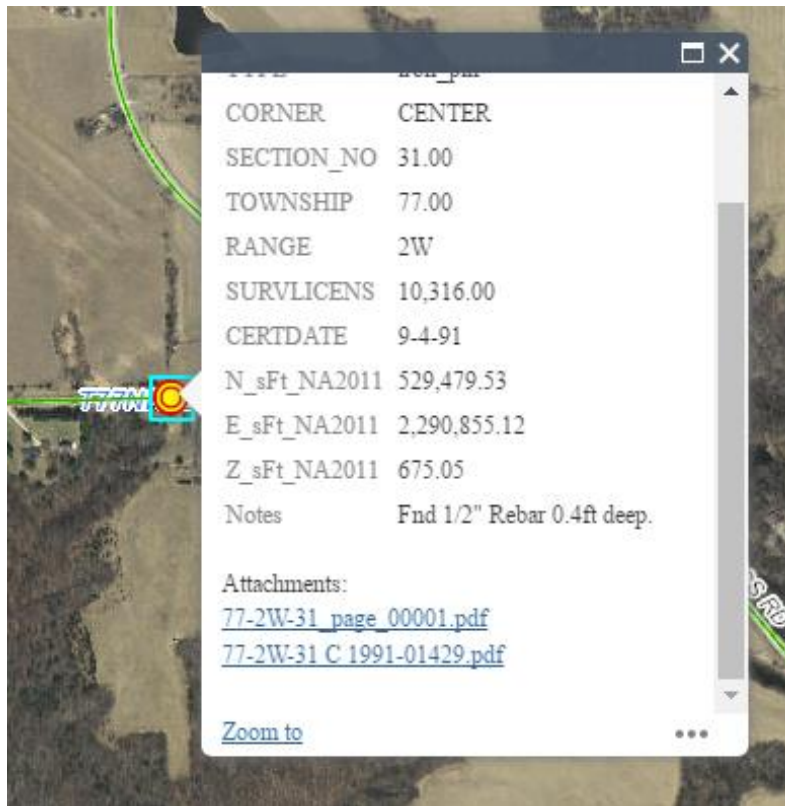 CORNER CENTER
SECTION_NO 31.00
TOWNSHIP 77.00
RANGE 2W
SURVLICENS 10,316.00
CERTDATE 9-4-91
N_sFt_NA2011 529,479.53
E_sFt_NA2011 2,290,855.12
Z_sFt_NA2011 675.05
Notes Fnd 1/2" Rebar 0.4ft deep.
Attachments:
77-2W-31_page_00001.pdf
77-2W-31 C 1991-01429.pdf
Zoom to
RD